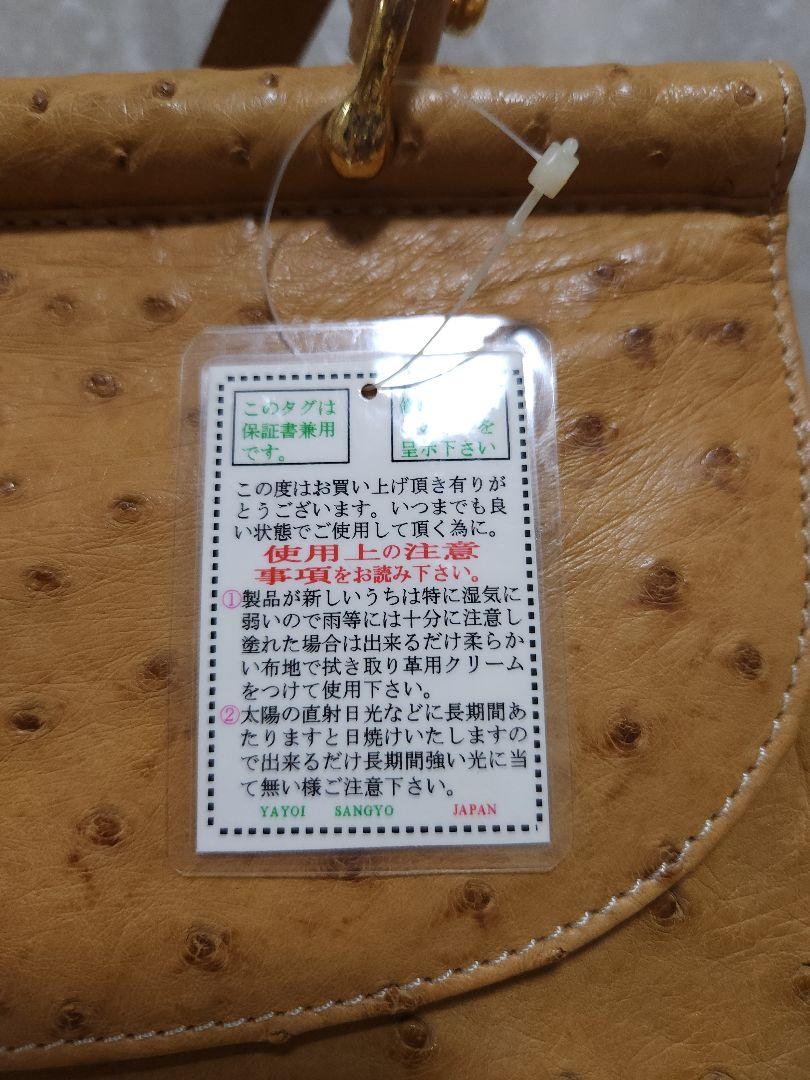 このタグは
保証書兼用
です。
を
呈示下さい
この度はお買い上げ頂き有りが
とうございます。いつまでも良
い状態でご使用して頂く為に。
使用上の注意
事項をお読み下さい。
①製品が新しいうちは特に湿気に
弱いので雨等には十分に注意し
塗れた場合は出来るだけ柔らか
い布地で拭き取り革用クリーム
をつけて使用下さい。
②太陽の直射日光などに長期間あ
たりますと日焼けいたしますの
で出来るだけ長期間強い光に当
て無い様ご注意下さい。
YAYOI SANGYO JAPAN